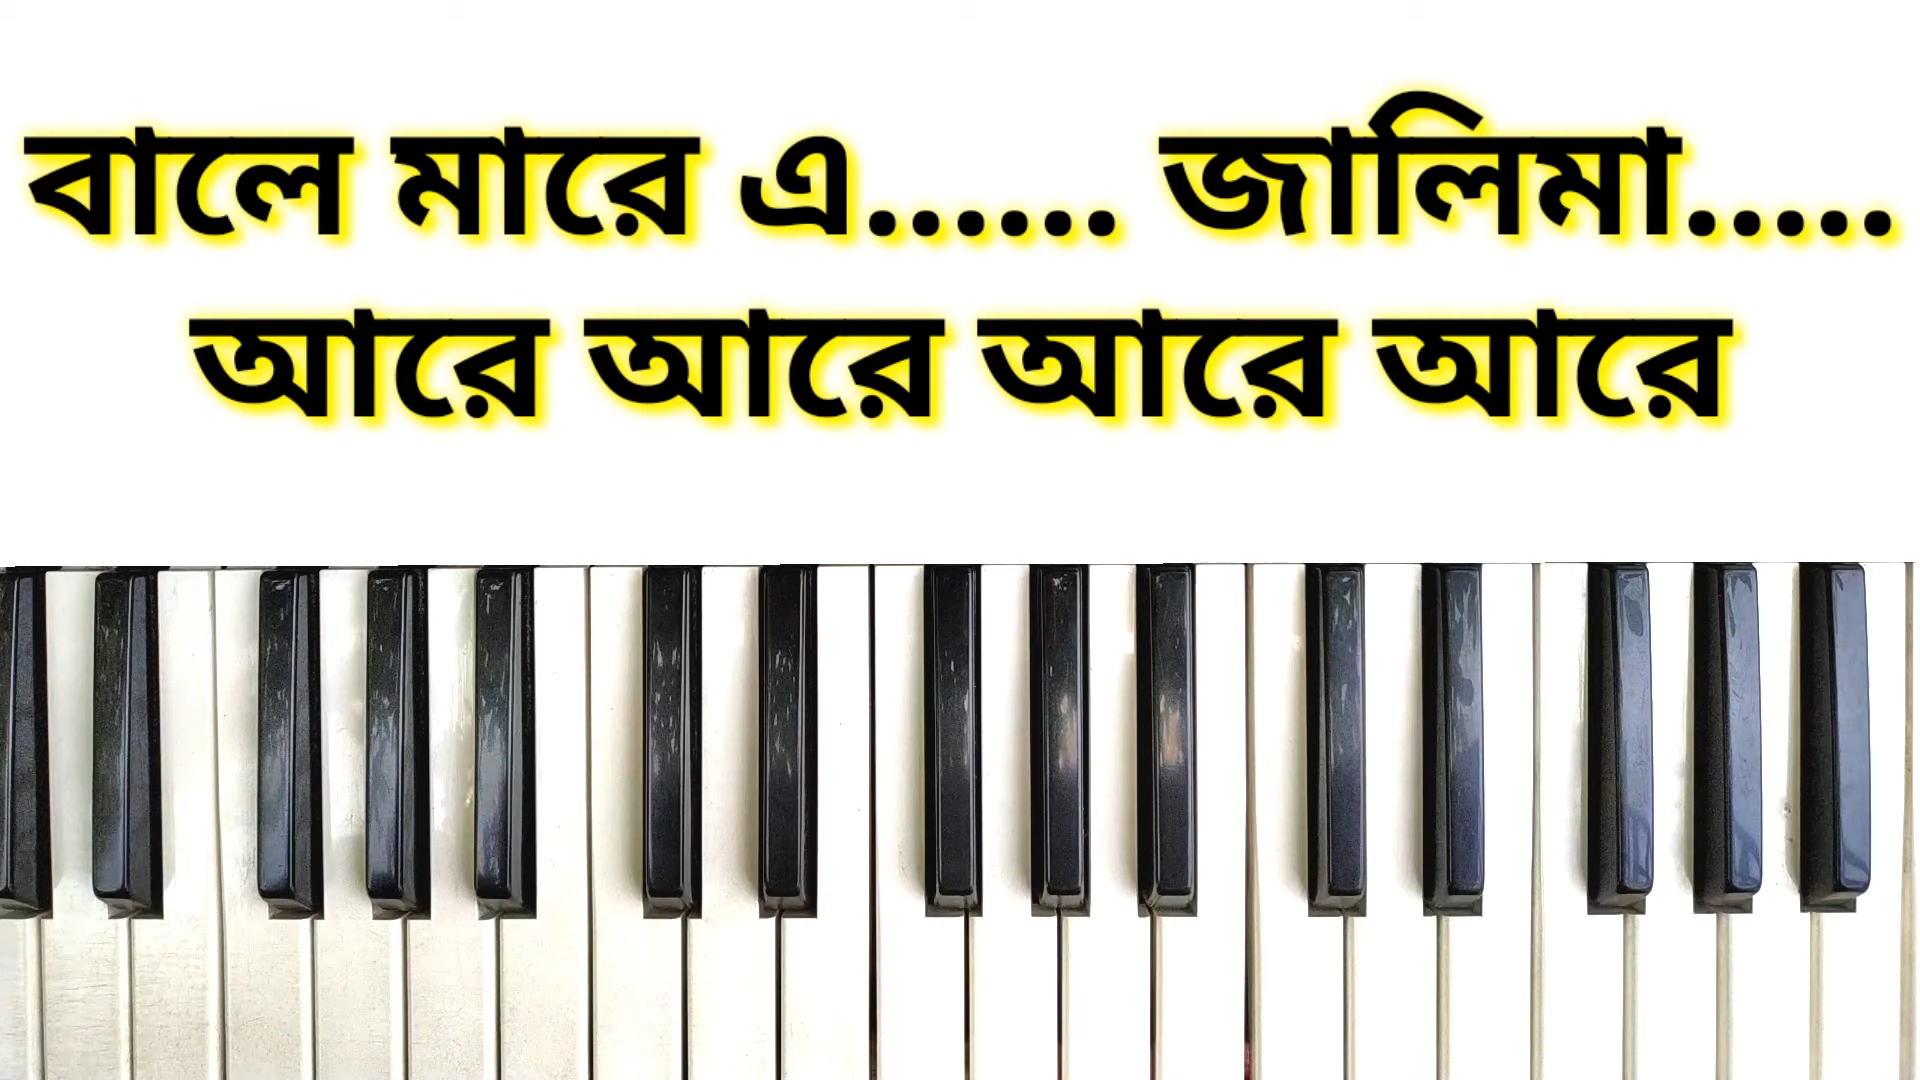 বালে মারে এ...... জালিমা.....
আরে আরে আরে আরে